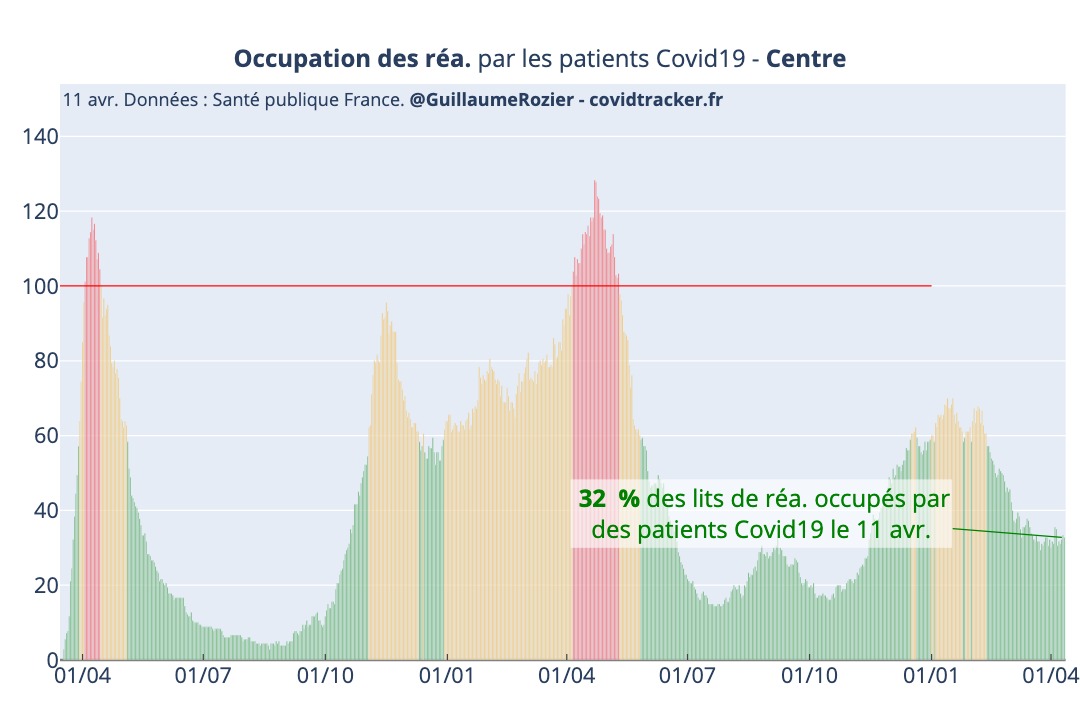 Occupation des réa. par les patients Covid19 - Centre
11 avr. Données : Santé publique France. @GuillaumeRozier - covidtracker.fr
140
120
100
80
60
40
20
0
32 % des lits de réa. occupés par
des patients Covid19 le 11 avr.
01/04 01/07 01/10 01/01 01/04 01/07 01/10 01/01 01/04